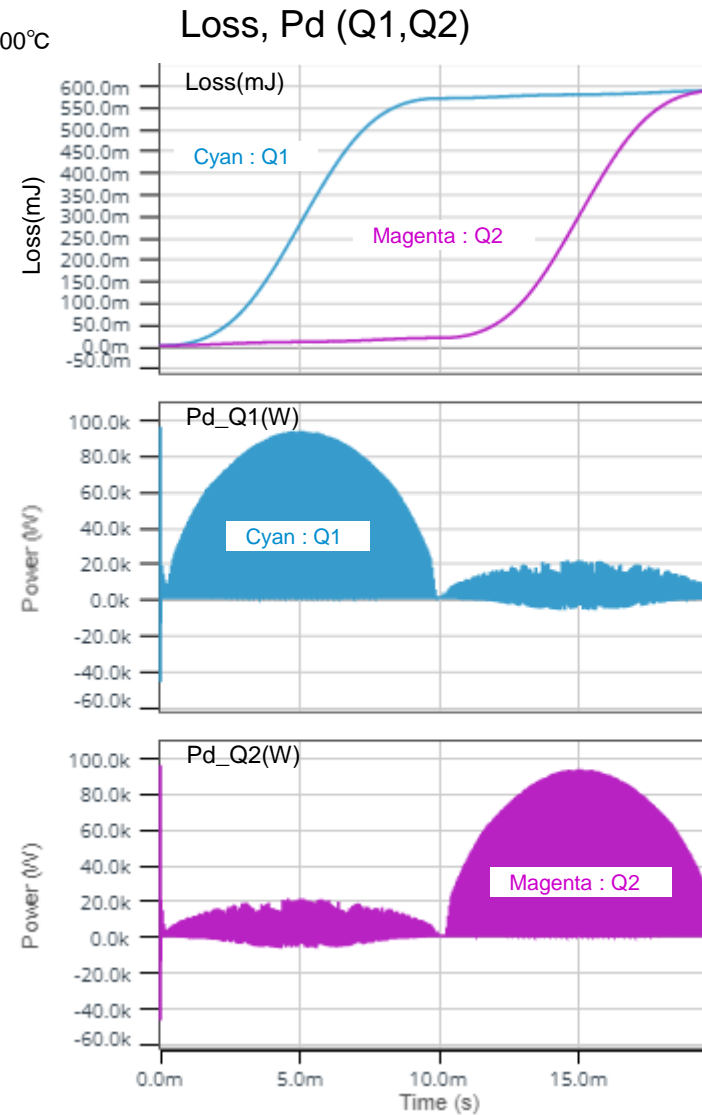 Loss, Pd (Q1,Q2)
00°C
Loss(mJ)
Loss(mJ)
600.0m
550.0m
500.0m
450.0m
400.0m
350.0m
300.0m
250.0m
200.0m
150.0m
100.0m
50.0m
0.0m
-50.0m
Cyan : Q1
Magenta : Q2
Pd_Q1(W)
Power (W)
100.0k
80.0k
60.0k
40.0k
20.0k
0.0k
-20.0k
-40.0k
-60.0k
Cyan : Q1
Pd_Q2(W)
Power (W)
100.0k
80.0k
60.0k
40.0k
20.0k
0.0k
-20.0k
-40.0k
-60.0k
Magenta : Q2
0.0m 5.0m 10.0m 15.0m
Time (s)